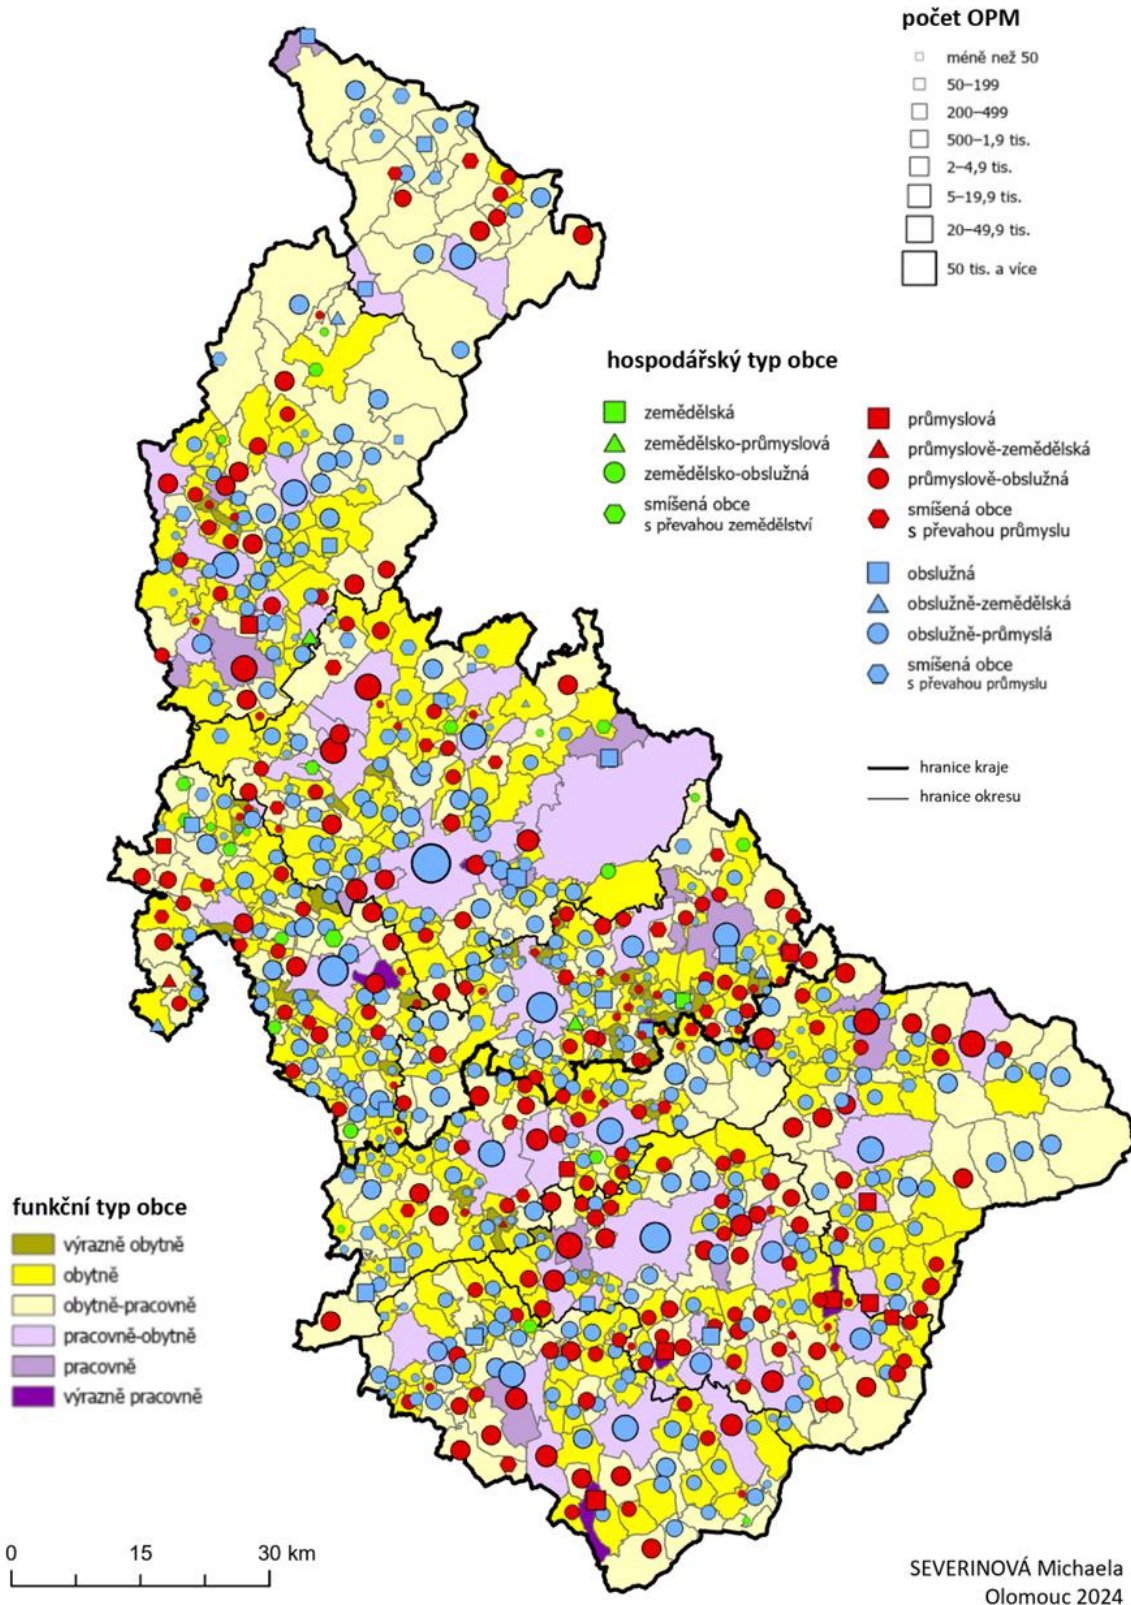 počet OPM
méně než 50
50–199
200–499
500–1,9 tis.
2–4,9 tis.
5–19,9 tis.
20–49,9 tis.
50 tis. a více
hospodářský typ obce
zemědělská
zemědělsko-průmyslová
zemědělsko-obslužná
smíšená obce
s převahou zemědělství
průmyslová
průmyslově-zemědělská
průmyslově-obslužná
smíšená obce
s převahou průmyslu
obslužná
obslužně-zemědělská
obslužně-průmyslá
smíšená obce
s převahou průmyslu
hranice kraje
hranice okresu
funkční typ obce
výrazně obytně
obytně
obytně-pracovně
pracovně-obytně
pracovně
výrazně pracovně
0 15 30 km
SEVERINOVÁ Michaela
Olomouc 2024